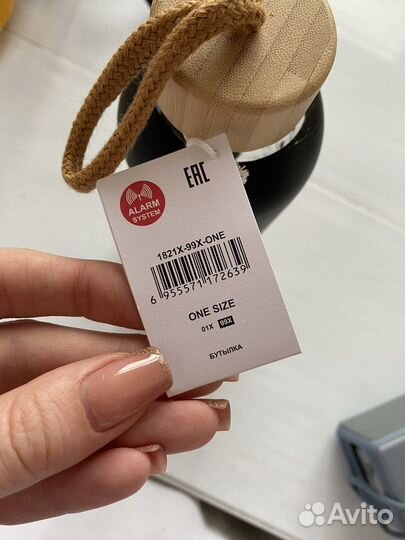 EAC
ALARM
SYSTEM
1821X-99X-ONE
6 955571 172639
ONE SIZE
01X 99X
БУТЫЛКА
Avito